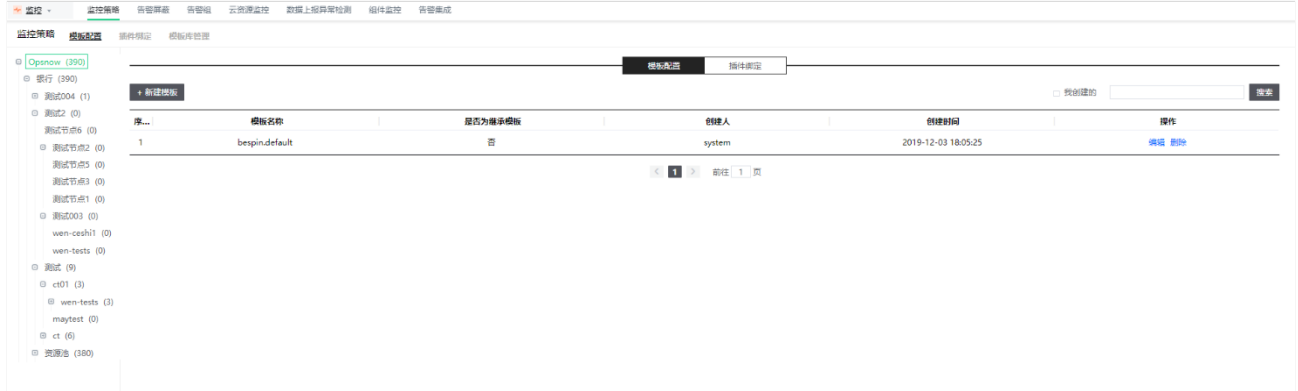 监控 监控策略 告警屏蔽 告警组 云资源监控 数据上报异常检测 组件监控 告警集成
监控策略 模板配置 插件绑定 模板库管理
Opsnow (390)
银行 (390)
测试004 (1)
测试2 (0)
测试节点6 (0)
测试节点2 (0)
测试节点5 (0)
测试节点3 (0)
测试节点1 (0)
测试003 (0)
wen-ceshi1 (0)
wen-tests (0)
测试 (9)
ct01 (3)
wen-tests (3)
maytest (0)
ct (6)
资源池 (380)
模板配置 插件绑定
+ 新建模板 我创建的 搜索
序... 模板名称 是否为继承模板 创建人 创建时间 操作
1 bespin.default 否 system 2019-12-03 18:05:25 编辑 删除
< 1 > 前往 1 页